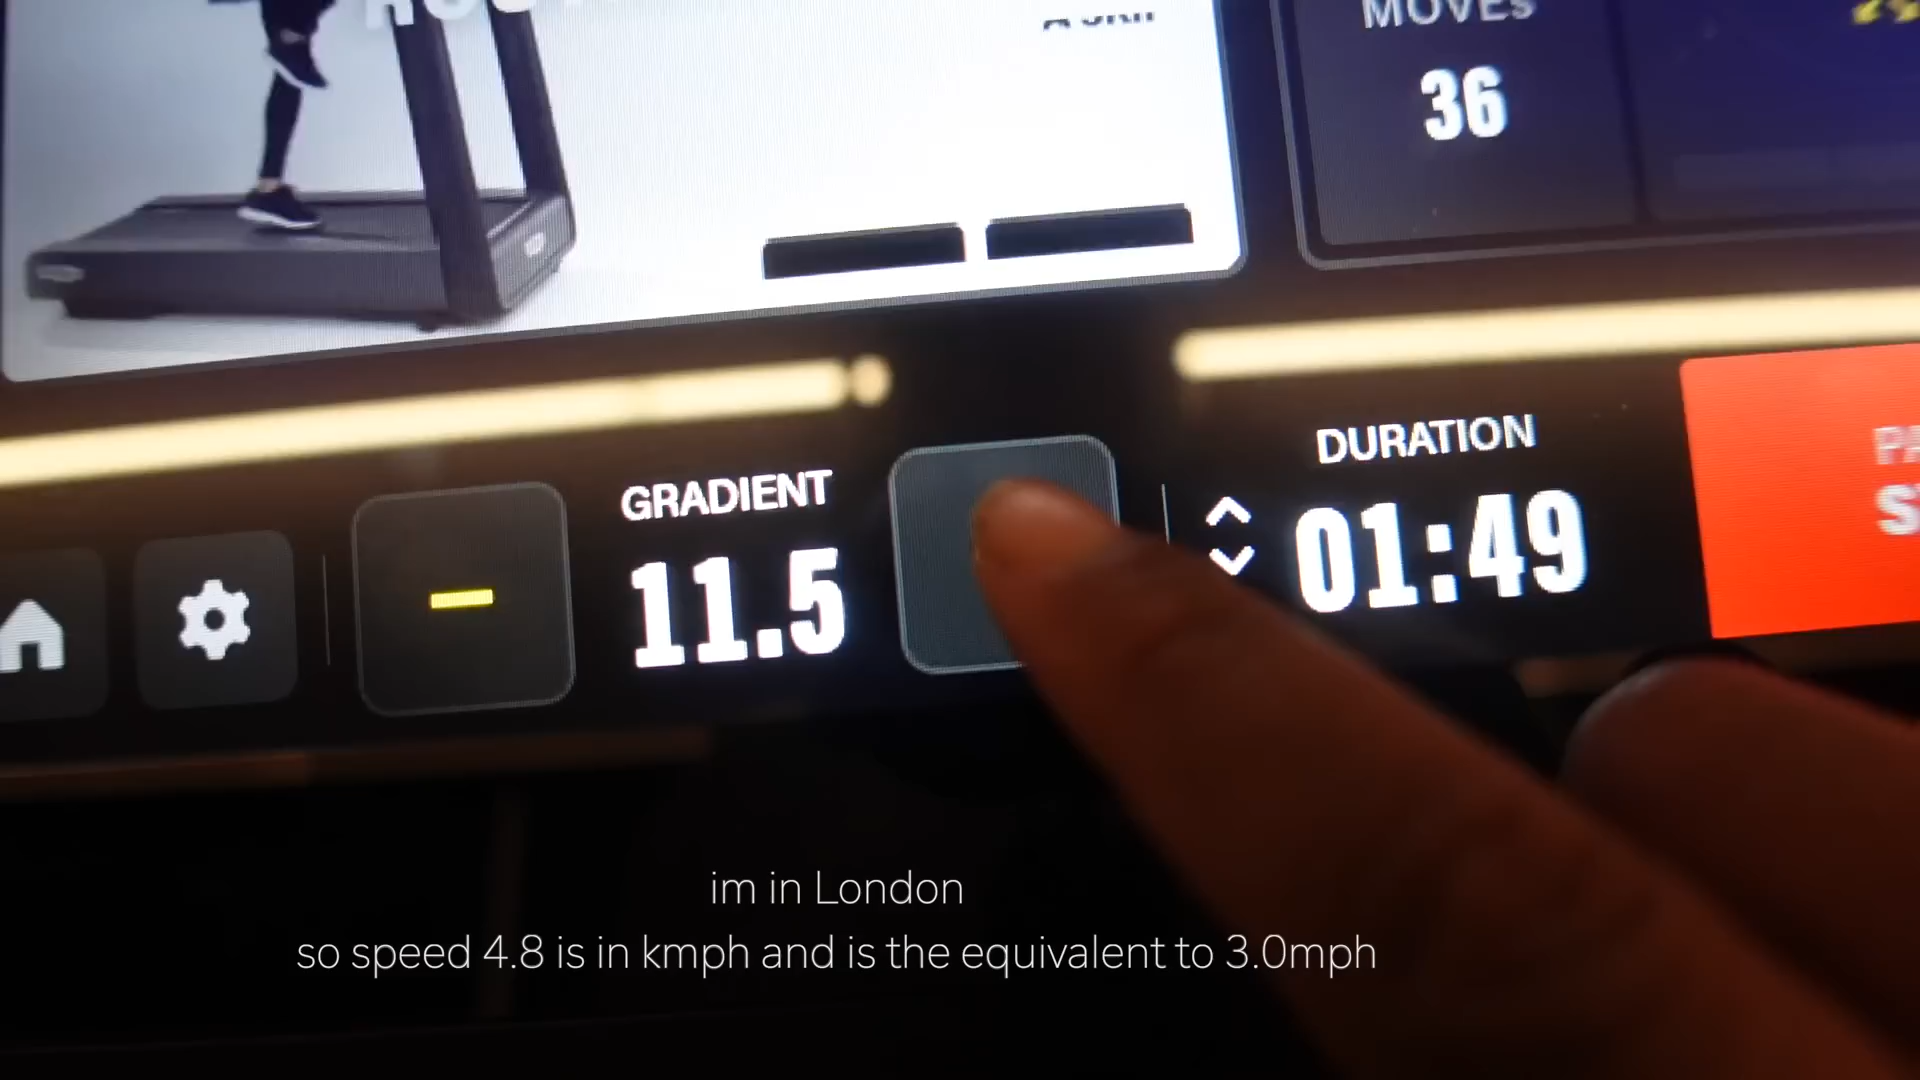 MOVEs
36
GRADIENT
11.5
DURATION
01:49
im in London
so speed 4.8 is in kmph and is the equivalent to 3.0mph